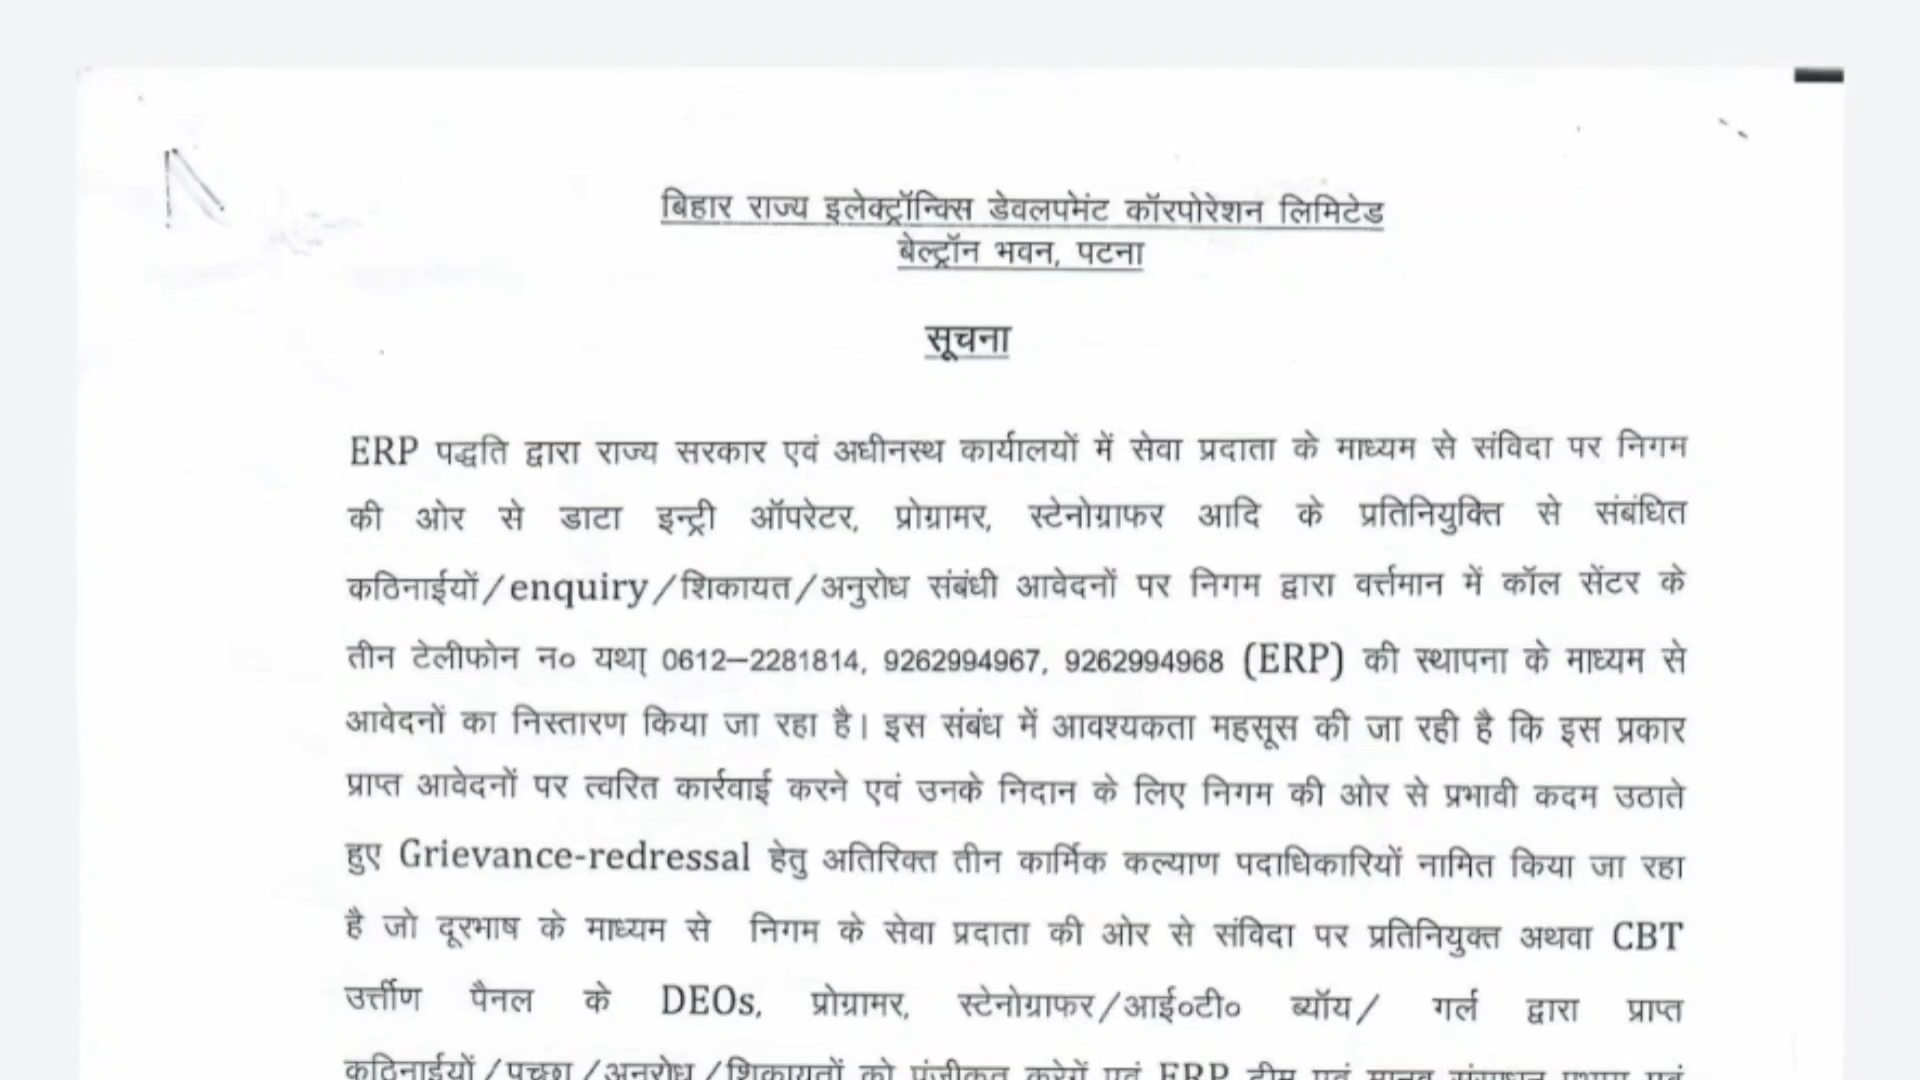 बिहार राज्य इलेक्ट्रॉन्क्सि डेवलपमेंट कॉरपोरेशन लिमिटेड
बेल्ट्रॉन भवन, पटना
सूचना
ERP पद्धति द्वारा राज्य सरकार एवं अधीनस्थ कार्यालयों में सेवा प्रदाता के माध्यम से संविदा पर निगम
की ओर से डाटा इन्ट्री ऑपरेटर, प्रोग्रामर, स्टेनोग्राफर आदि के प्रतिनियुक्ति से संबंधित
कठिनाईयों/enquiry/शिकायत/अनुरोध संबंधी आवेदनों पर निगम द्वारा वर्त्तमान में कॉल सेंटर के
तीन टेलीफोन न० यथा् 0612–2281814, 9262994967, 9262994968 (ERP) की स्थापना के माध्यम से
आवेदनों का निस्तारण किया जा रहा है। इस संबंध में आवश्यकता महसूस की जा रही है कि इस प्रकार
प्राप्त आवेदनों पर त्वरित कार्रवाई करने एवं उनके निदान के लिए निगम की ओर से प्रभावी कदम उठाते
हुए Grievance-redressal हेतु अतिरिक्त तीन कार्मिक कल्याण पदाधिकारियों नामित किया जा रहा
है जो दूरभाष के माध्यम से निगम के सेवा प्रदाता की ओर से संविदा पर प्रतिनियुक्त अथवा CBT
उर्त्तीण पैनल के DEOs, प्रोग्रामर, स्टेनोग्राफर/आई०टी० ब्यॉय/ गर्ल द्वारा प्राप्त
कठिनाईयों/पृच्छा/अनुरोध/शिकायतों को पंजीकृत करेगें एवं ERP टीम एवं मानव संसाधन प्रभाग एवं